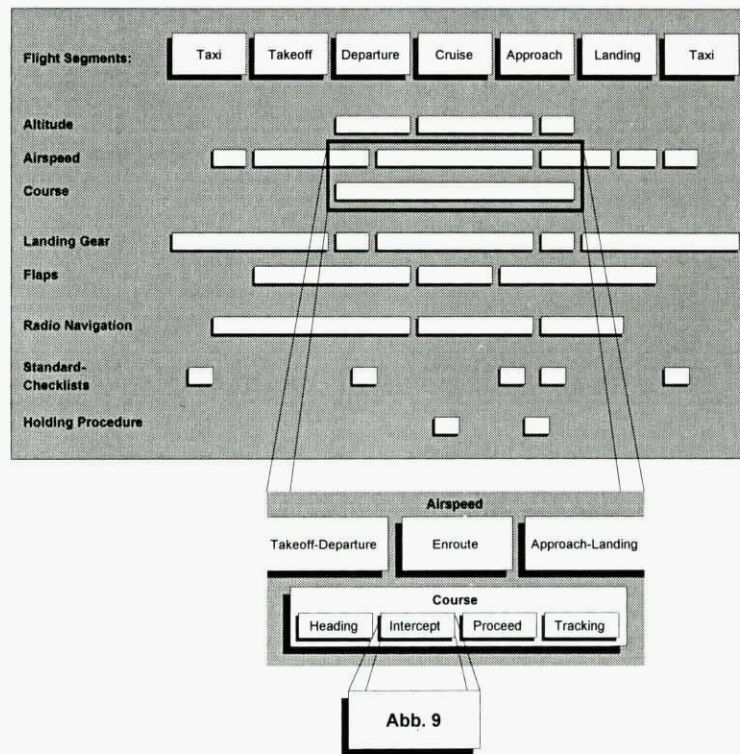 Flight Segments: Taxi Takeoff Departure Cruise Approach Landing Taxi
Altitude
Airspeed
Course
Landing Gear
Flaps
Radio Navigation
Standard-
Checklists
Holding Procedure
Airspeed
Takeoff-Departure Enroute Approach-Landing
Course
Heading Intercept Proceed Tracking
Abb. 9